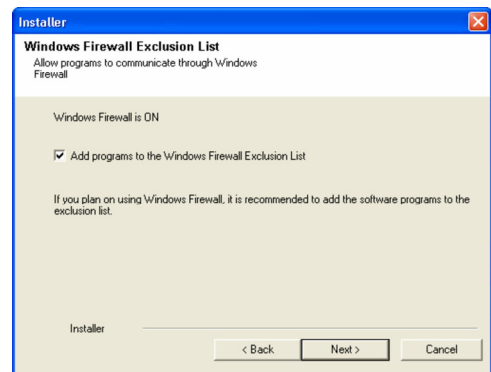 Installer
Windows Firewall Exclusion List
Allow programs to communicate through Windows
Firewall
Windows Firewall is ON
Add programs to the Windows Firewall Exclusion List
If you plan on using Windows Firewall, it is recommended to add the software programs to the
exclusion list.
Installer
< Back
Next >
Cancel